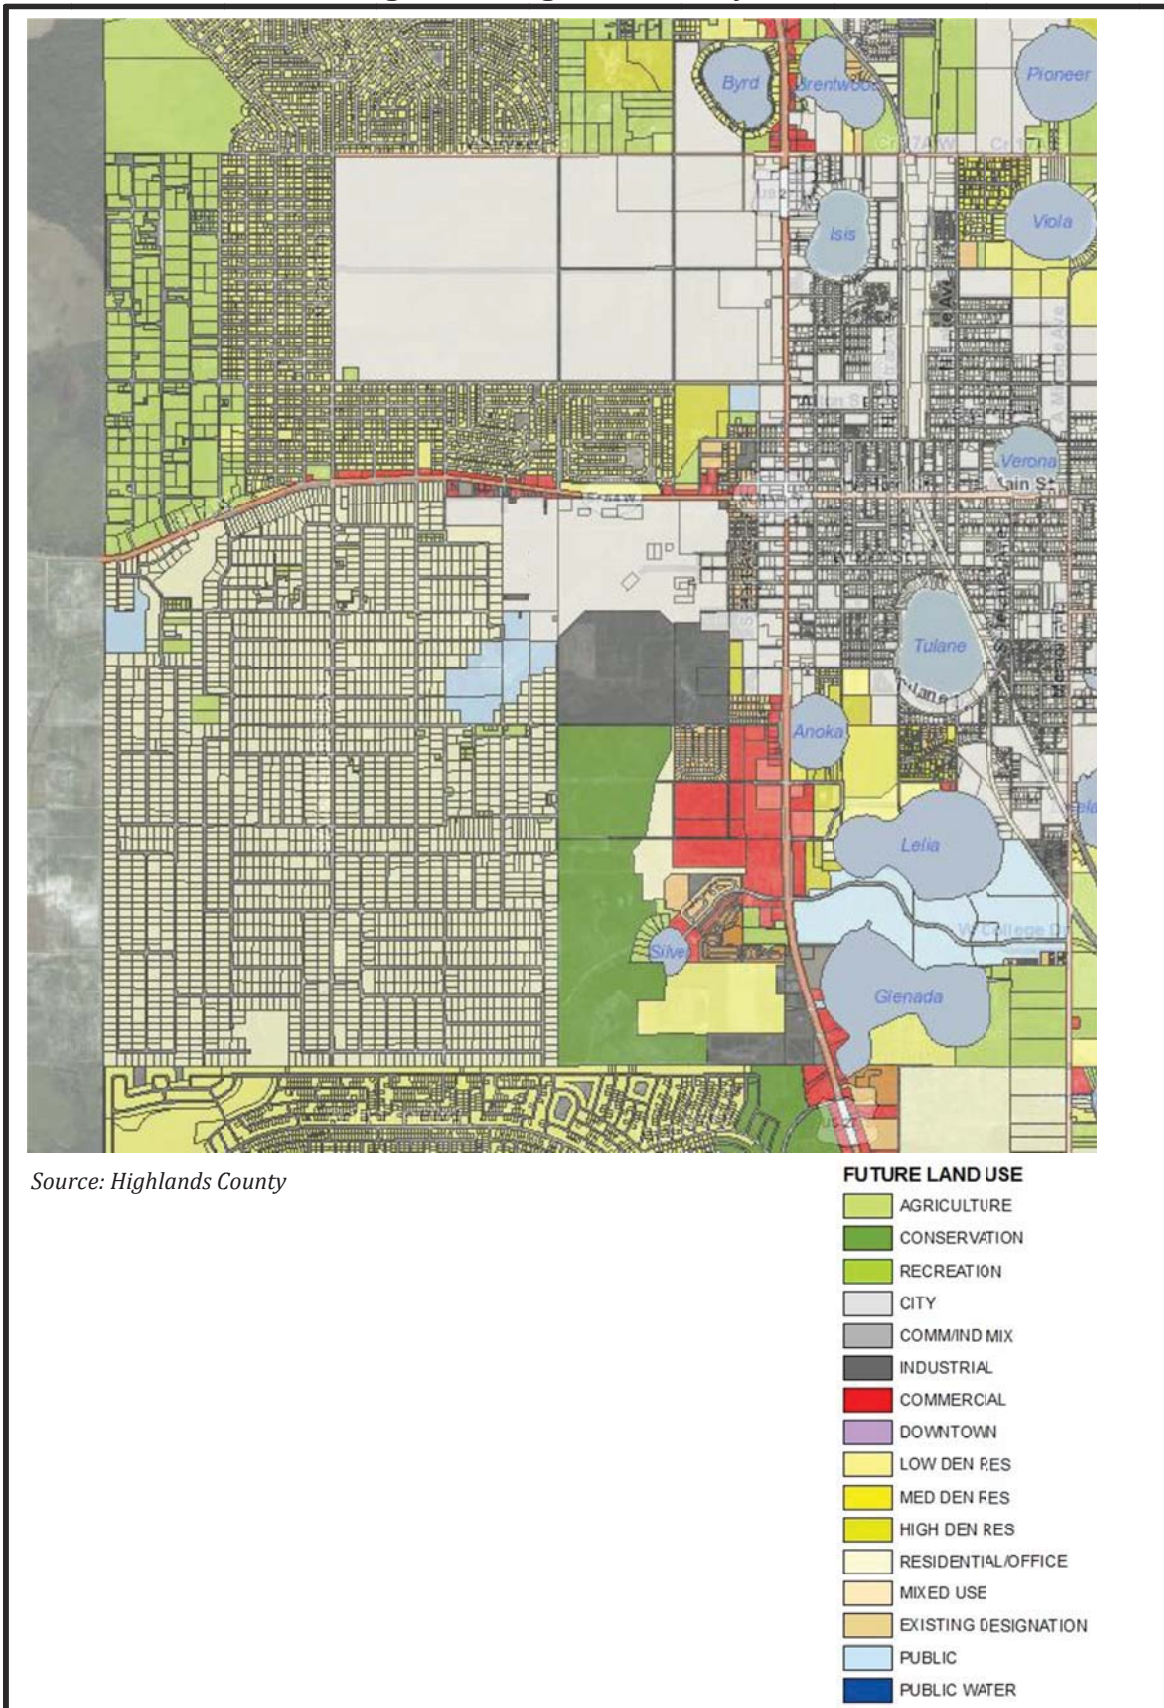 Byrd
Brentwood
Pioneer
Isis
Viola
Verona
Main St
Tulane
Anoka
Lelia
W College Dr
Silver
Glenada
Source: Highlands County
FUTURE LAND USE
AGRICULTURE
CONSERVATION
RECREATION
CITY
COMM/IND MIX
INDUSTRIAL
COMMERCIAL
DOWNTOWN
LOW DEN RES
MED DEN RES
HIGH DEN RES
RESIDENTIAL/OFFICE
MIXED USE
EXISTING DESIGNATION
PUBLIC
PUBLIC WATER